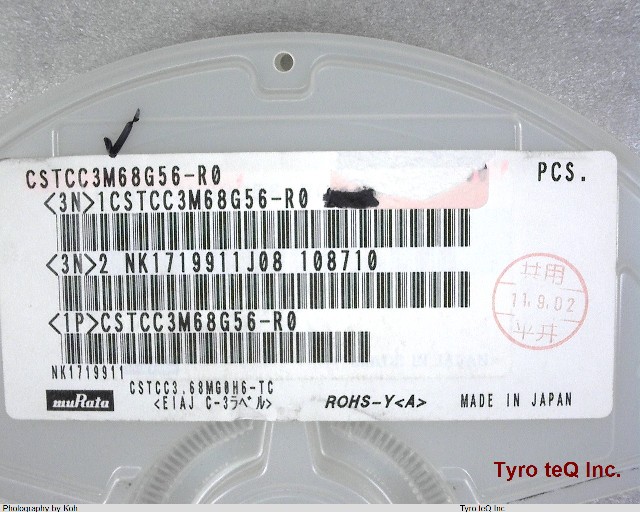 CSTCC3M68G56-R0
PCS.
<3N>1CSTCC3M68G56-R0
<3N>2 NK1719911J08 108710
共用
11.9.02
平井
<1P>CSTCC3M68G56-R0
NK1719911
CSTCC3.68MG0H6-TC
muRata
<EIAJ C-3ラベル>
ROHS-Y<A>
MADE IN JAPAN
Tyro teQ Inc.
Photography by Koh
Tyro teQ Inc